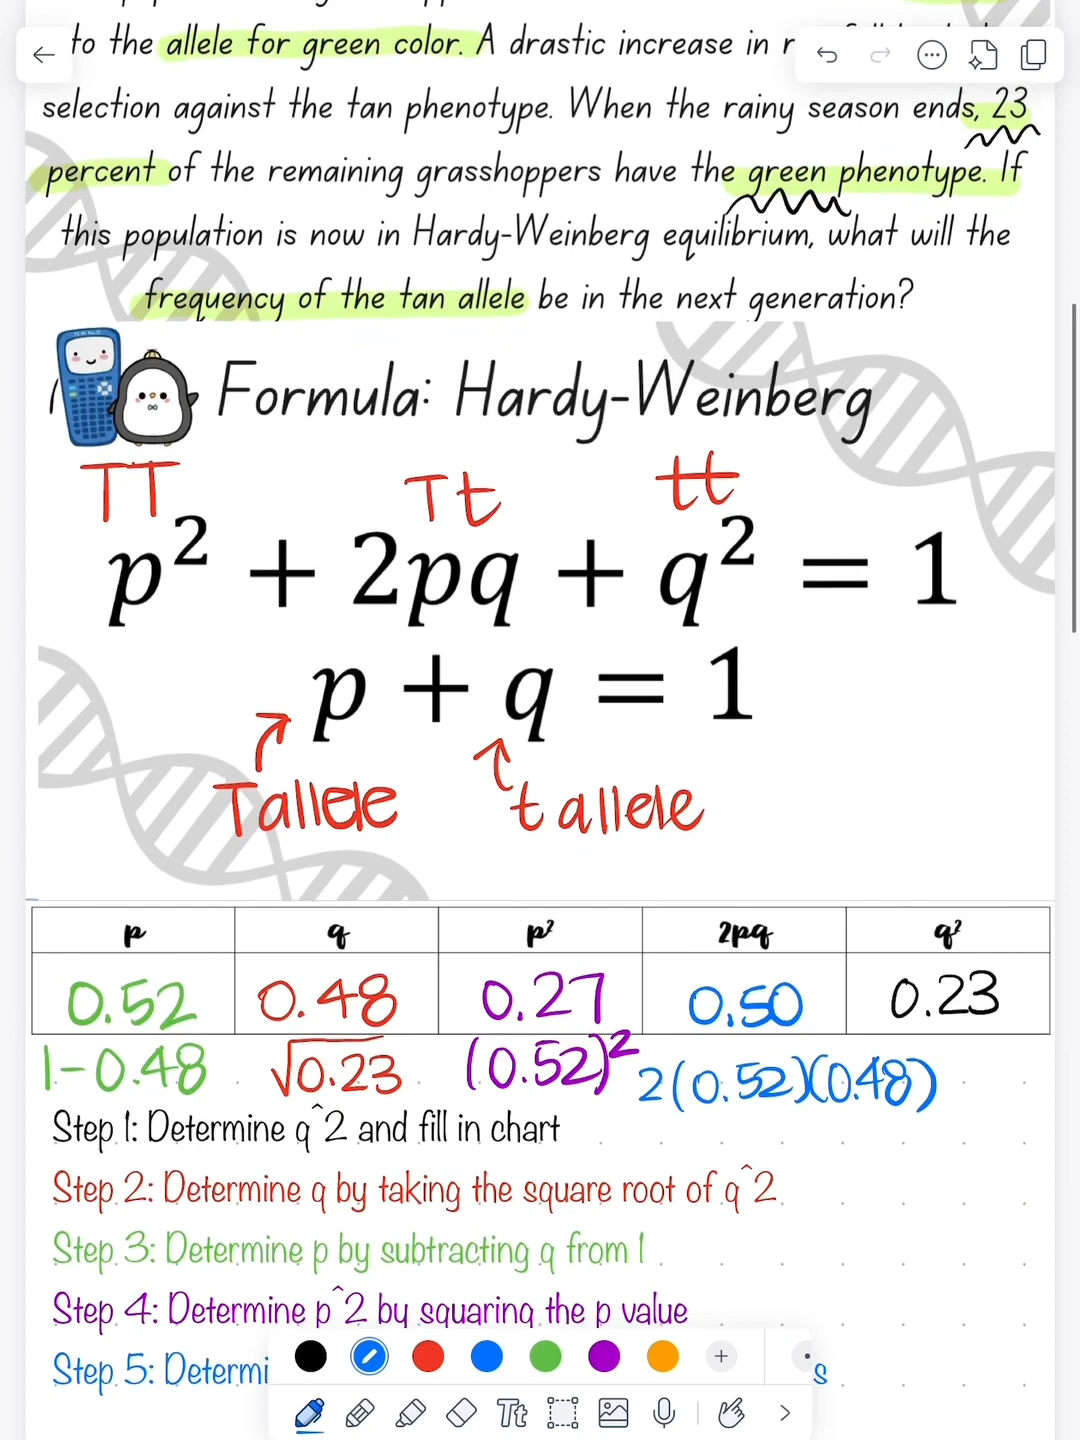 to the allele for green color. A drastic increase in
selection against the tan phenotype. When the rainy season ends, 23
percent of the remaining grasshoppers have the green phenotype. If
this population is now in Hardy-Weinberg equilibrium, what will the
frequency of the tan allele be in the next generation?
Formula: Hardy-Weinberg
TT Tt tt
p² + 2pq + q² = 1
p + q = 1
T allele t allele
p q p² 2pq q²
0.52 0.48 0.27 0.50 0.23
1-0.48 √0.23 (0.52)² 2(0.52)(0.48)
Step 1: Determine q^2 and fill in chart
Step 2: Determine q by taking the square root of q^2
Step 3: Determine p by subtracting q from 1
Step 4: Determine p^2 by squaring the p value
Step 5: Determi
Tt